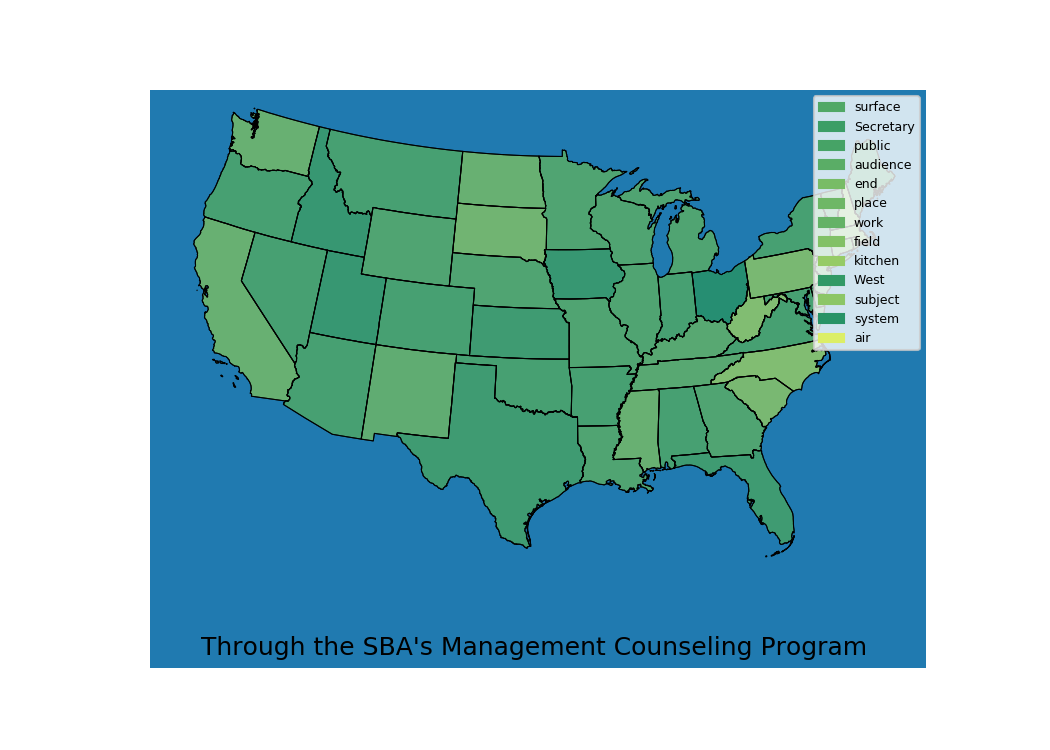 surface
Secretary
public
audience
end
place
work
field
kitchen
West
subject
system
air
Through the SBA's Management Counseling Program